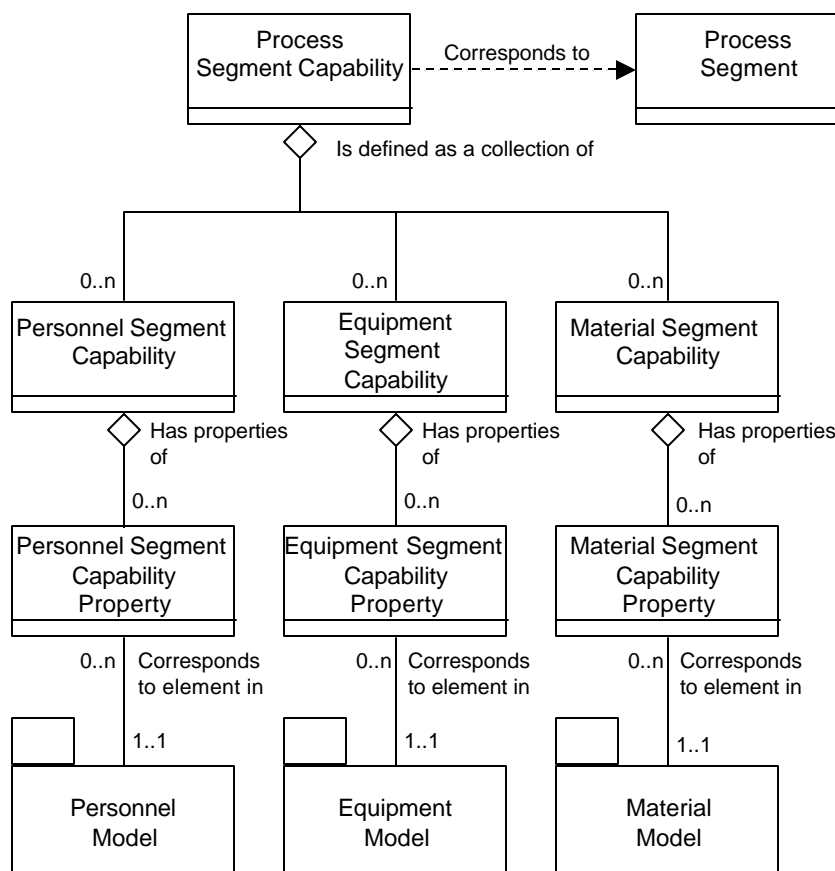 Process
Segment Capability
Corresponds to
Process
Segment
Is defined as a collection of
0..n
0..n
0..n
Personnel Segment
Capability
Equipment
Segment
Capability
Material Segment
Capability
Has properties
of
Has properties
of
Has properties
of
0..n
0..n
0..n
Personnel Segment
Capability
Property
Equipment Segment
Capability
Property
Material Segment
Capability
Property
0..n
Corresponds
to element in
0..n
Corresponds
to element in
0..n
Corresponds
to element in
1..1
1..1
1..1
Personnel
Model
Equipment
Model
Material
Model